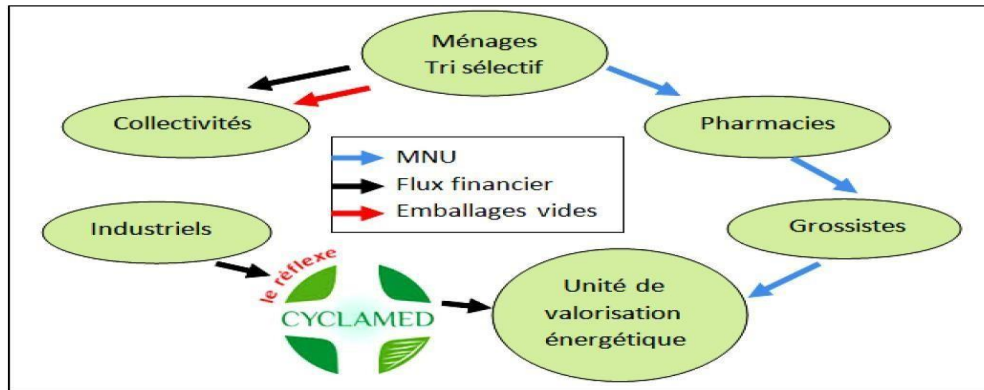 Ménages
Tri sélectif
Collectivités
Pharmacies
MNU
Flux financier
Emballages vides
Industriels
Grossistes
le réflexe
CYCLAMED
Unité de
valorisation
énergétique